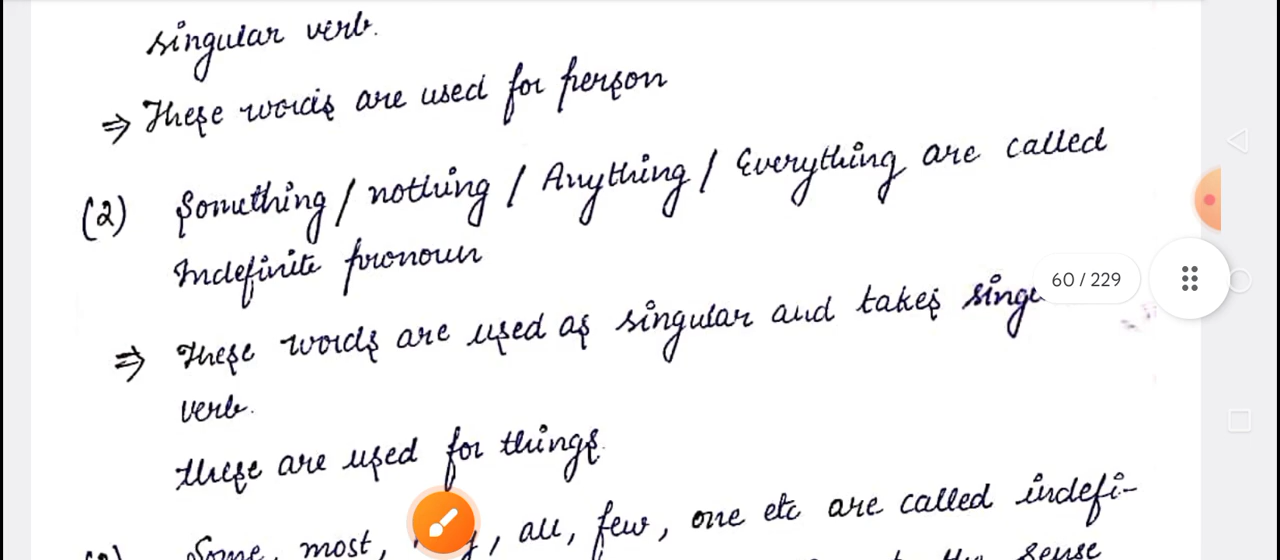 singular verb.
⇒ These words are used for person
(2) Something / nothing / Anything / Everything are called
Indefinite pronoun
60 / 229
⇒ These words are used as singular and takes singu
verb.
these are used for things.
Some, most, , all, few, one etc are called indefi-
the sense